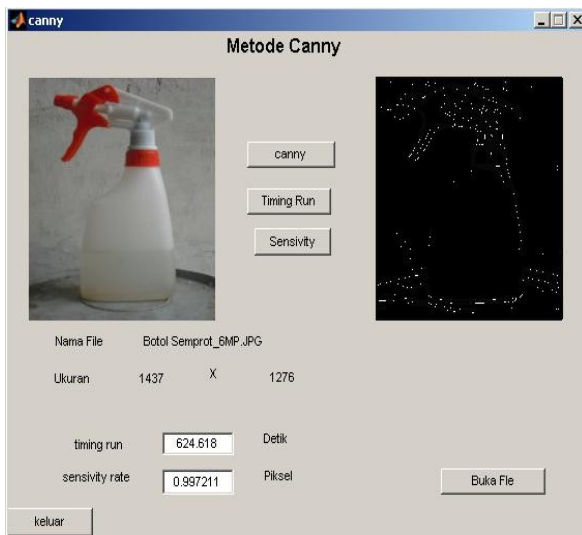 canny
Metode Canny
canny
Timing Run
Sensivity
Nama File Botol Semprot_6MP.JPG
Ukuran 1437 X 1276
timing run 624.618 Detik
sensivity rate 0.997211 Piksel
Buka Fle
keluar